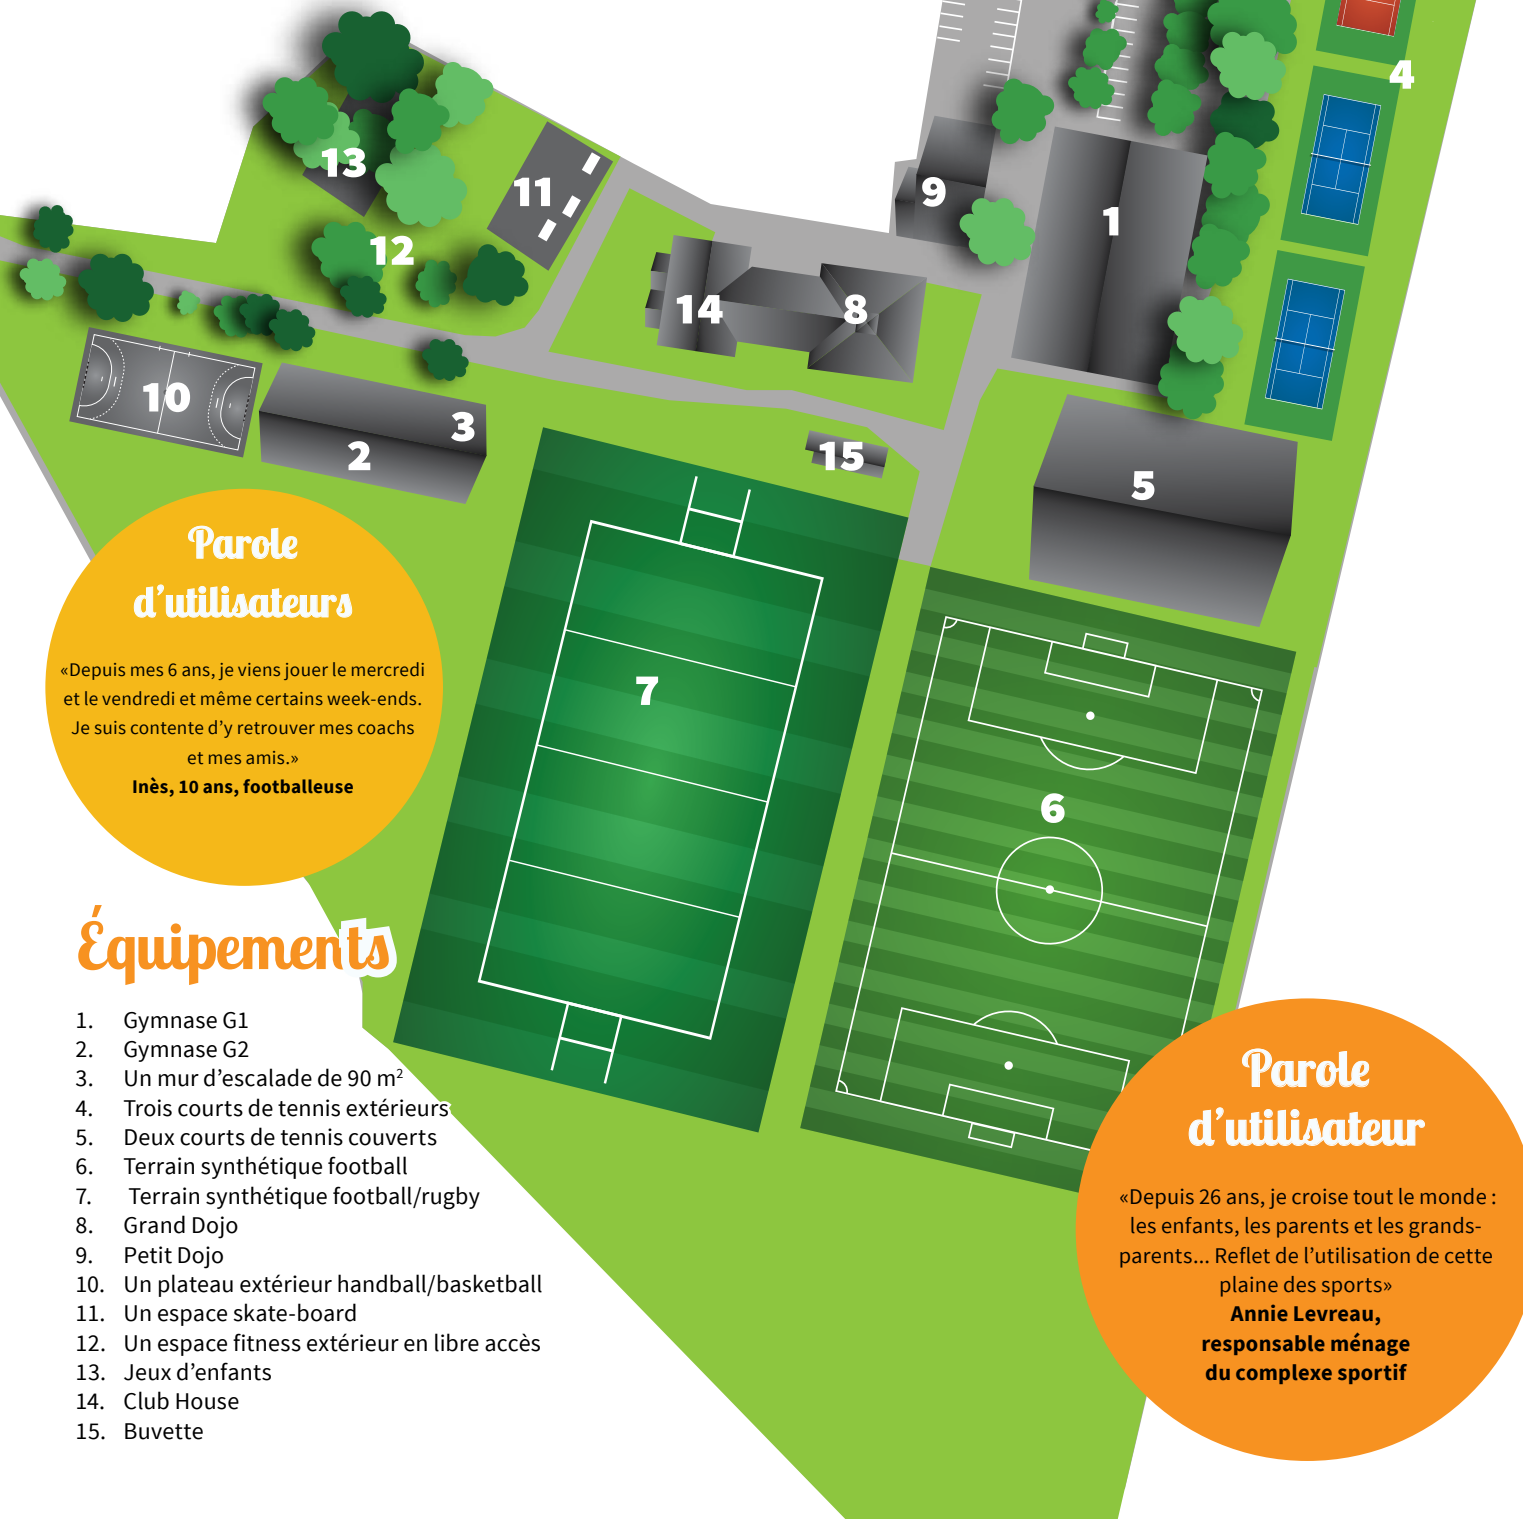 4
13
11
9
1
12
14
8
10
3
2
15
5
7
6
Parole
d'utilisateurs
«Depuis mes 6 ans, je viens jouer le mercredi
et le vendredi et même certains week-ends.
Je suis contente d'y retrouver mes coachs
et mes amis.»
Inès, 10 ans, footballeuse
Équipements
1. Gymnase G1
2. Gymnase G2
3. Un mur d'escalade de 90 m²
4. Trois courts de tennis extérieurs
5. Deux courts de tennis couverts
6. Terrain synthétique football
7. Terrain synthétique football/rugby
8. Grand Dojo
9. Petit Dojo
10. Un plateau extérieur handball/basketball
11. Un espace skate-board
12. Un espace fitness extérieur en libre accès
13. Jeux d'enfants
14. Club House
15. Buvette
Parole
d'utilisateur
«Depuis 26 ans, je croise tout le monde :
les enfants, les parents et les grands-
parents... Reflet de l'utilisation de cette
plaine des sports»
Annie Levreau,
responsable ménage
du complexe sportif